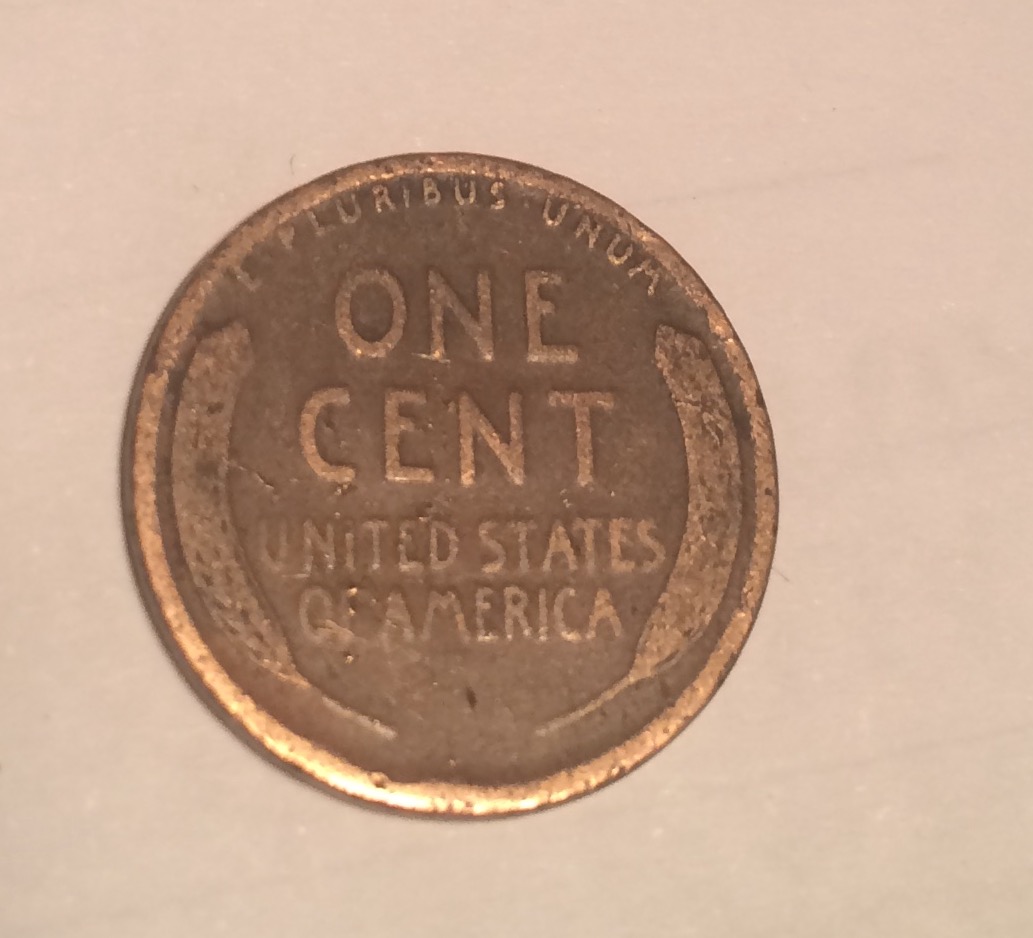 E PLURIBUS UNUM
ONE
CENT
UNITED STATES
OF AMERICA